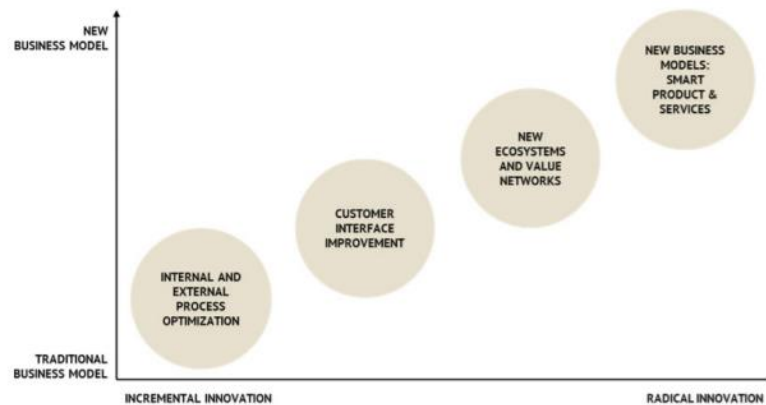 NEW
BUSINESS MODEL
NEW BUSINESS
MODELS:
SMART
PRODUCT &
SERVICES
NEW
ECOSYSTEMS
AND VALUE
NETWORKS
CUSTOMER
INTERFACE
IMPROVEMENT
INTERNAL AND
EXTERNAL
PROCESS
OPTIMIZATION
TRADITIONAL
BUSINESS MODEL
INCREMENTAL INNOVATION
RADICAL INNOVATION